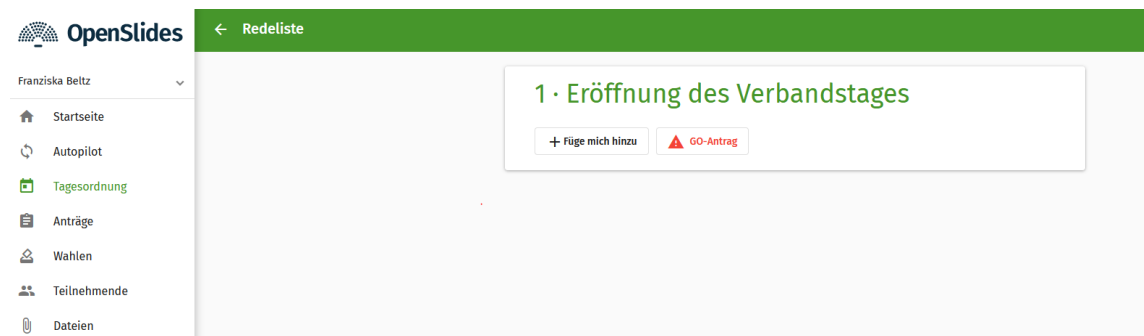 OpenSlides
Redeliste
Franziska Beltz
Startseite
Autopilot
Tagesordnung
Anträge
Wahlen
Teilnehmende
Dateien
1 · Eröffnung des Verbandstages
+ Füge mich hinzu
GO-Antrag